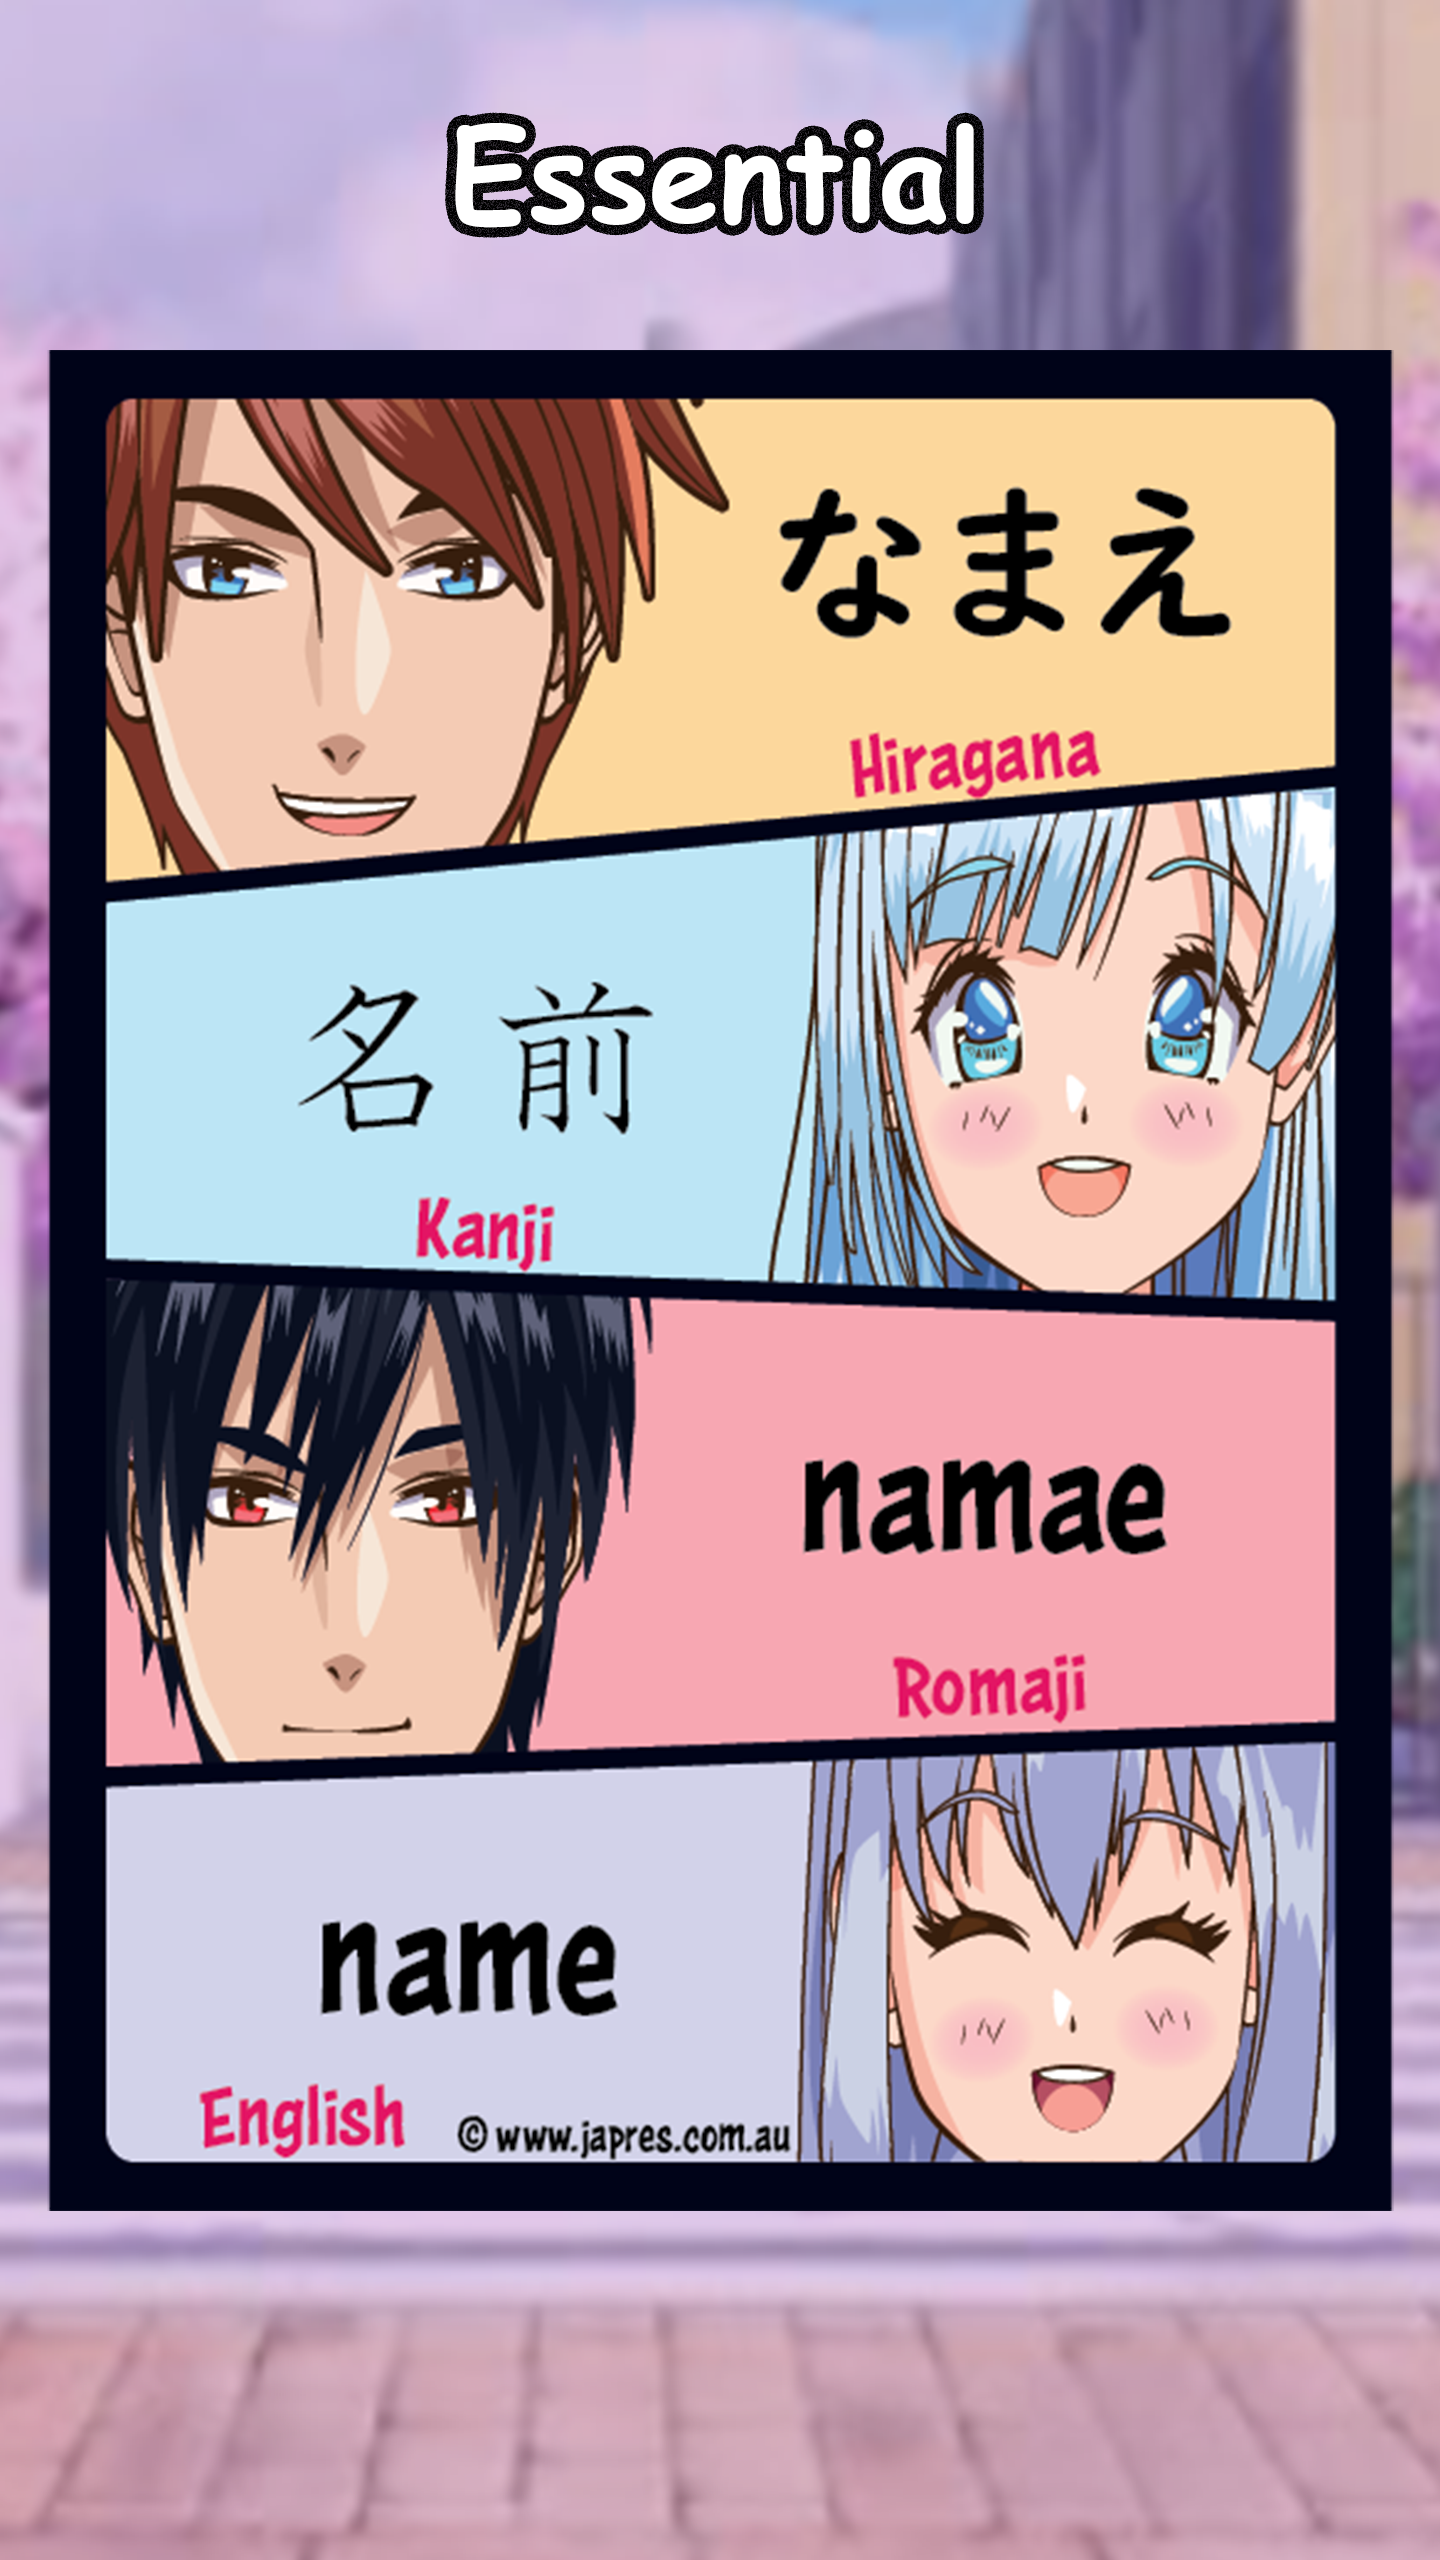 Essential
なまえ
Hiragana
名前
Kanji
namae
Romaji
name
English
© www.japres.com.au